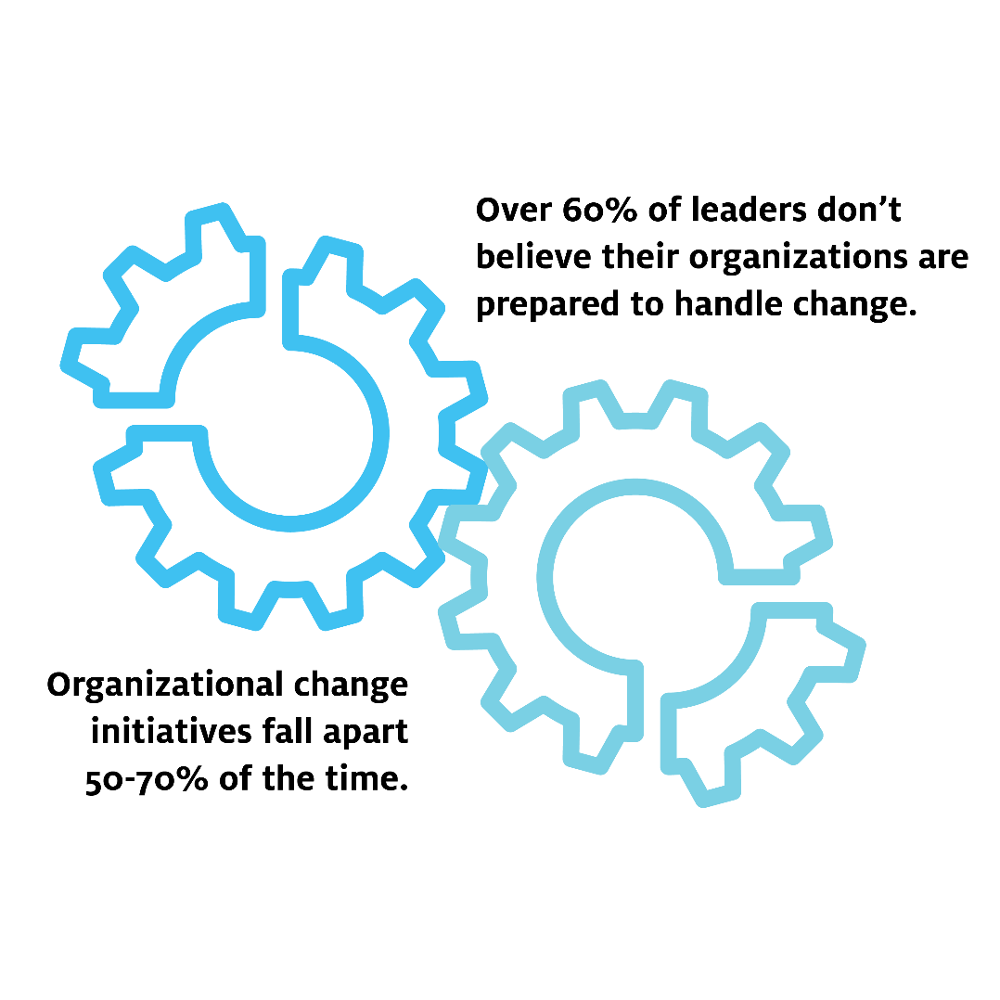 Over 60% of leaders don’t
believe their organizations are
prepared to handle change.
Organizational change
initiatives fall apart
50-70% of the time.